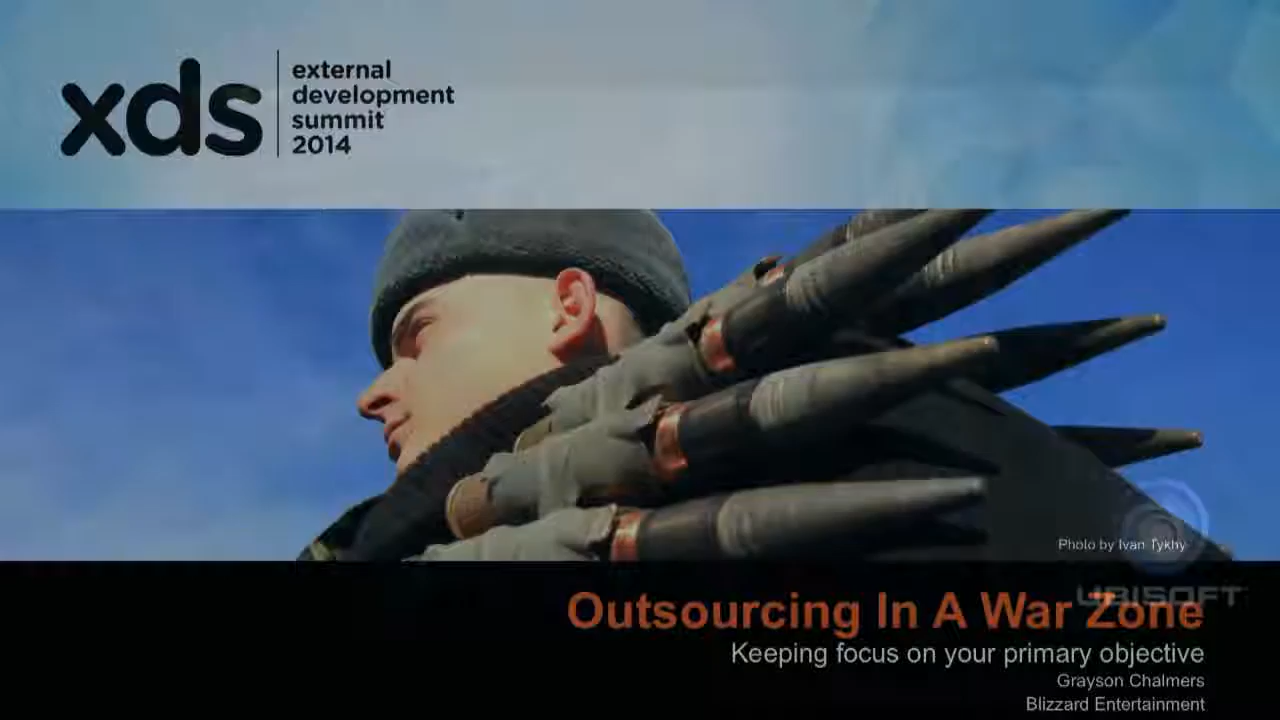 xds
external
development
summit
2014
Photo by Ivan Tykhy
UBISOFT
Outsourcing In A War Zone
Keeping focus on your primary objective
Grayson Chalmers
Blizzard Entertainment